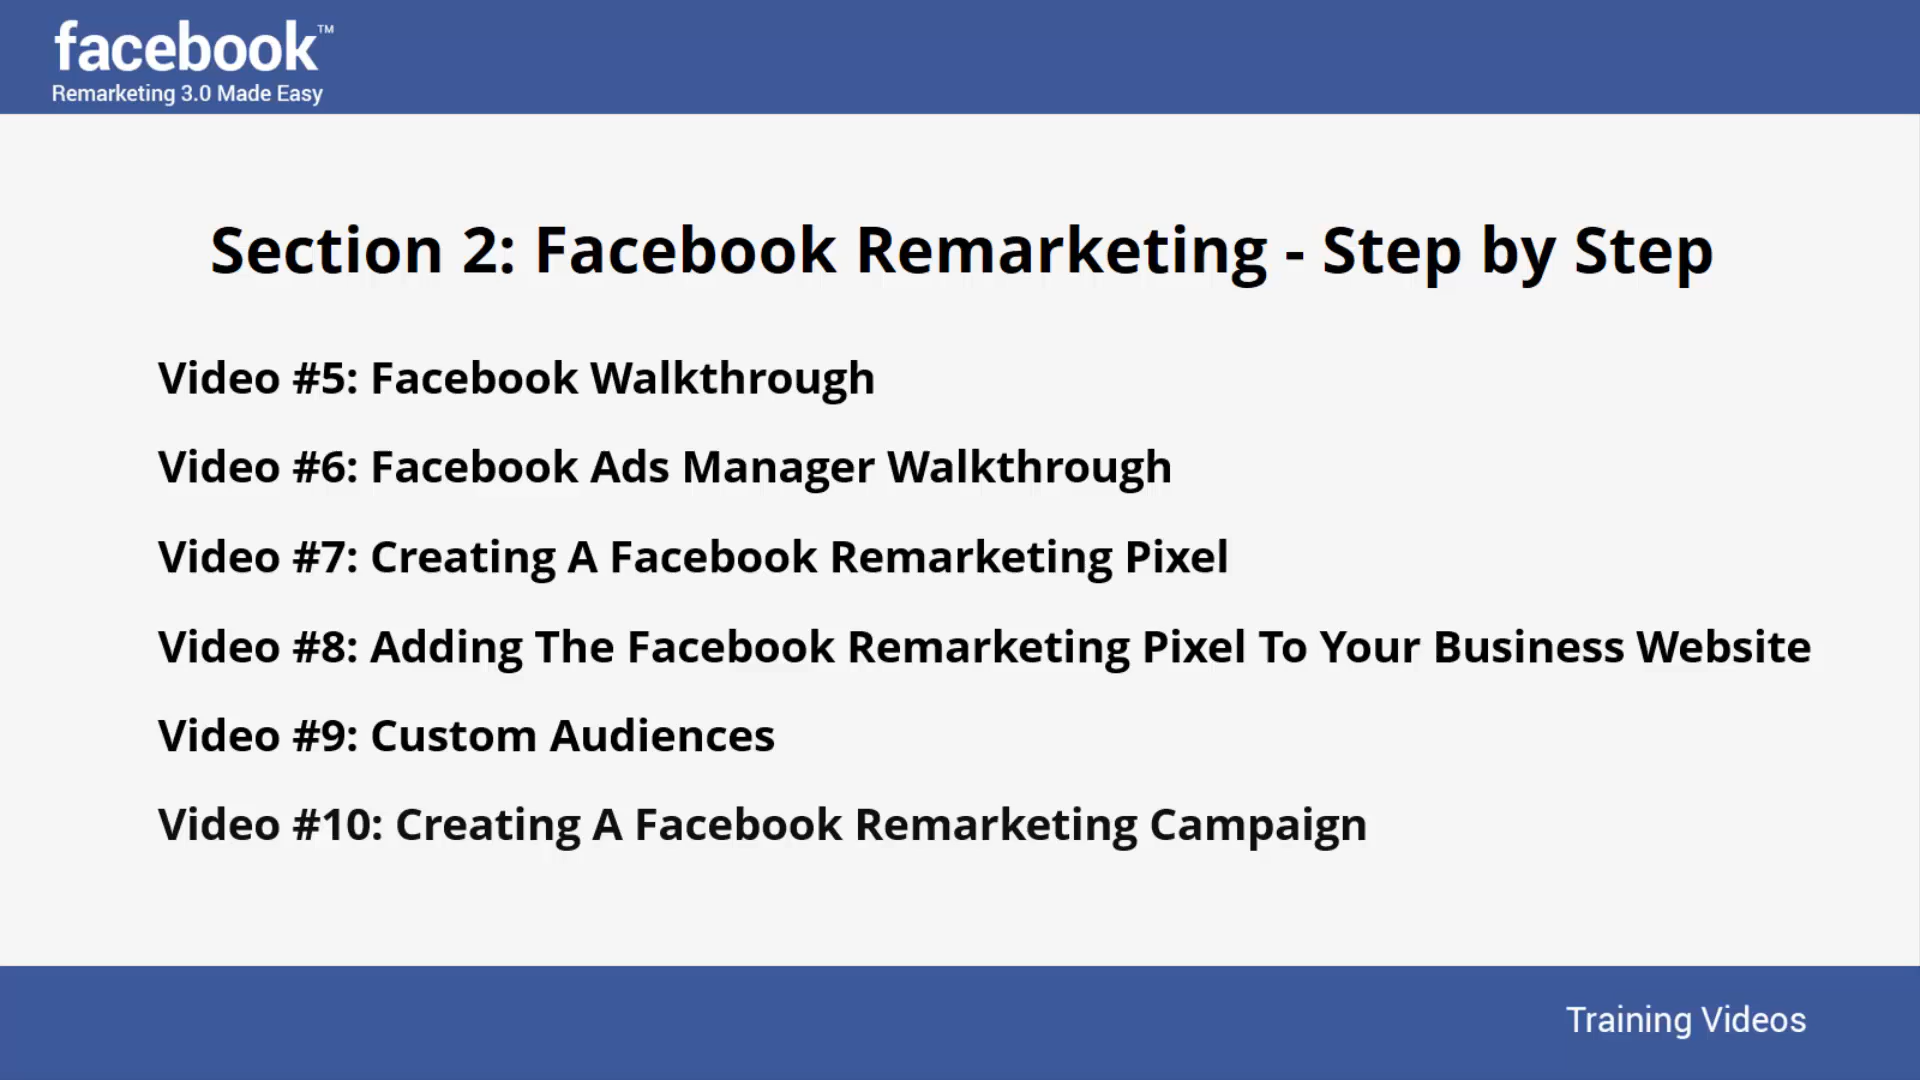 facebook™
Remarketing 3.0 Made Easy
Section 2: Facebook Remarketing - Step by Step
Video #5: Facebook Walkthrough
Video #6: Facebook Ads Manager Walkthrough
Video #7: Creating A Facebook Remarketing Pixel
Video #8: Adding The Facebook Remarketing Pixel To Your Business Website
Video #9: Custom Audiences
Video #10: Creating A Facebook Remarketing Campaign
Training Videos